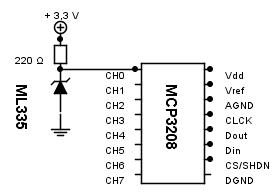 + 3,3 V
220 Ω
ML335
MCP3208
CH0
CH1
CH2
CH3
CH4
CH5
CH6
CH7
Vdd
Vref
AGND
CLCK
Dout
Din
CS/SHDN
DGND